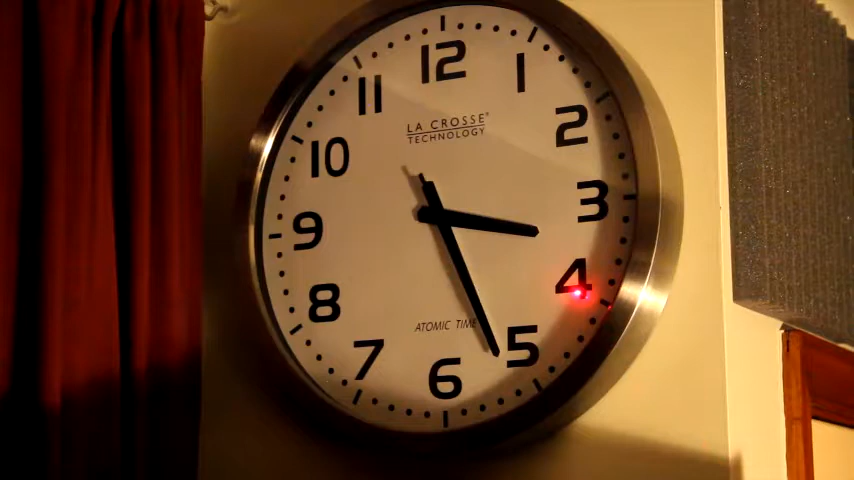 12
11 1
LA CROSSE®
TECHNOLOGY
10 2
9 3
8 4
ATOMIC TIME
7 5
6